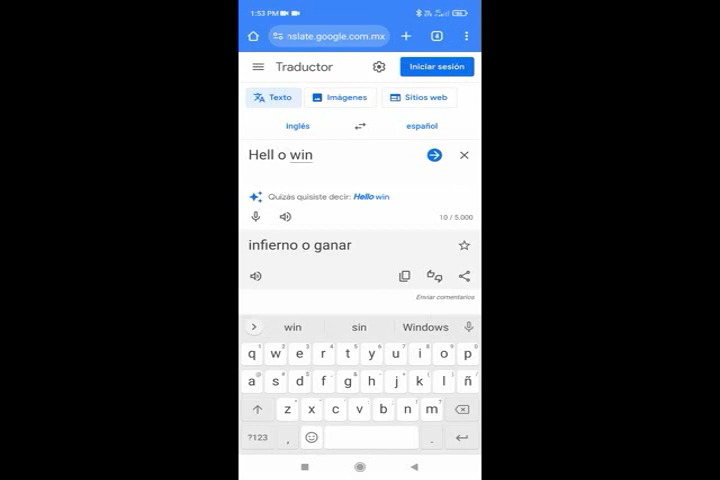 1:53 PM
nslate.google.com.mx
4
Traductor
Iniciar sesión
Texto
Imágenes
Sitios web
Inglés
español
Hell o win
Quizás quisiste decir: Hello win
10 / 5.000
infierno o ganar
Enviar comentarios
win sin Windows
q w e r t y u i o p
a s d f g h j k l ñ
z x c v b n m
?123 , .